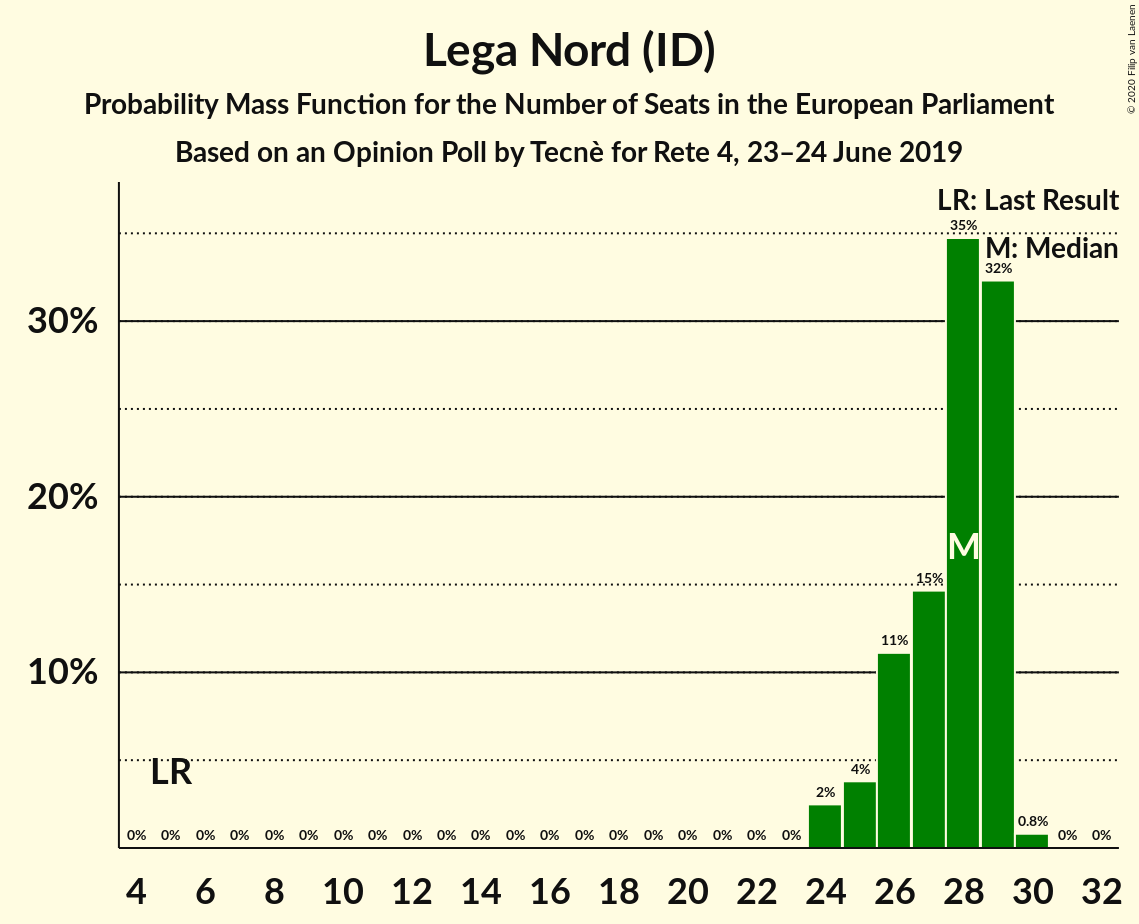 Lega Nord (ID)
Probability Mass Function for the Number of Seats in the European Parliament
Based on an Opinion Poll by Tecnè for Rete 4, 23–24 June 2019
© 2020 Filip van Laenen
LR: Last Result
M: Median
30%
20%
10%
LR
M
0% 0% 0% 0% 0% 0% 0% 0% 0% 0% 0% 0% 0% 0% 0% 0% 0% 0% 0% 0% 2% 4% 11% 15% 35% 32% 0.8% 0% 0%
4 6 8 10 12 14 16 18 20 22 24 26 28 30 32